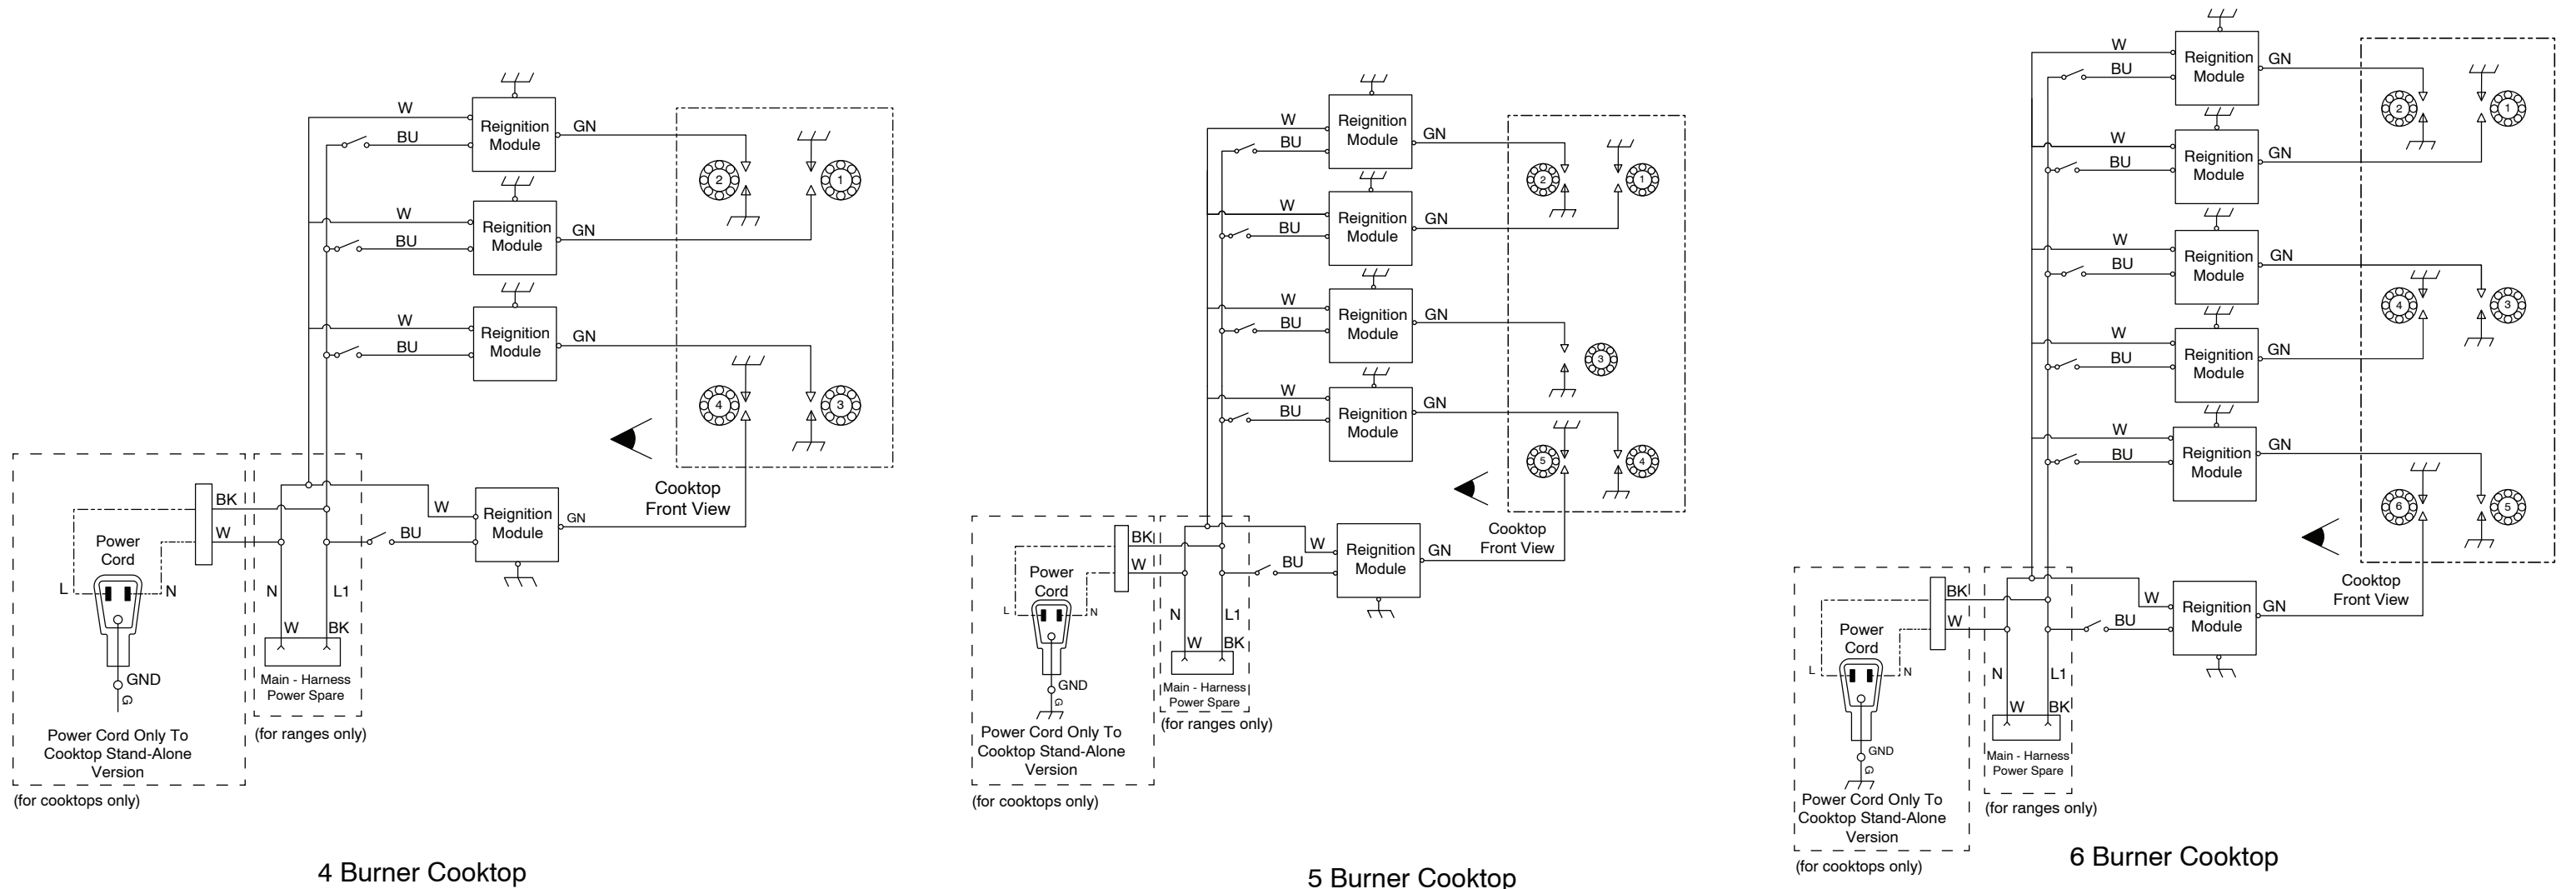 W
BU
Reignition
Module
GN
2
1
W
BU
Reignition
Module
GN
W
BU
Reignition
Module
GN
4
3
Cooktop
Front View
BK
W
W
BU
Reignition
Module
GN
Power
Cord
L
N
N
L1
W
BK
GND
G
Main - Harness
Power Spare
(for ranges only)
Power Cord Only To
Cooktop Stand-Alone
Version
(for cooktops only)
4 Burner Cooktop
W
BU
Reignition
Module
GN
2
1
W
BU
Reignition
Module
GN
W
BU
Reignition
Module
GN
3
W
BU
Reignition
Module
GN
5
4
Cooktop
Front View
BK
W
W
BU
Reignition
Module
GN
Power
Cord
L
N
N
L1
W
BK
GND
G
Main - Harness
Power Spare
(for ranges only)
Power Cord Only To
Cooktop Stand-Alone
Version
(for cooktops only)
5 Burner Cooktop
W
BU
Reignition
Module
GN
2
1
W
BU
Reignition
Module
GN
W
BU
Reignition
Module
GN
4
3
W
BU
Reignition
Module
GN
W
BU
Reignition
Module
GN
6
5
Cooktop
Front View
BK
W
W
BU
Reignition
Module
GN
Power
Cord
L
N
N
L1
W
BK
GND
G
Main - Harness
Power Spare
(for ranges only)
Power Cord Only To
Cooktop Stand-Alone
Version
(for cooktops only)
6 Burner Cooktop